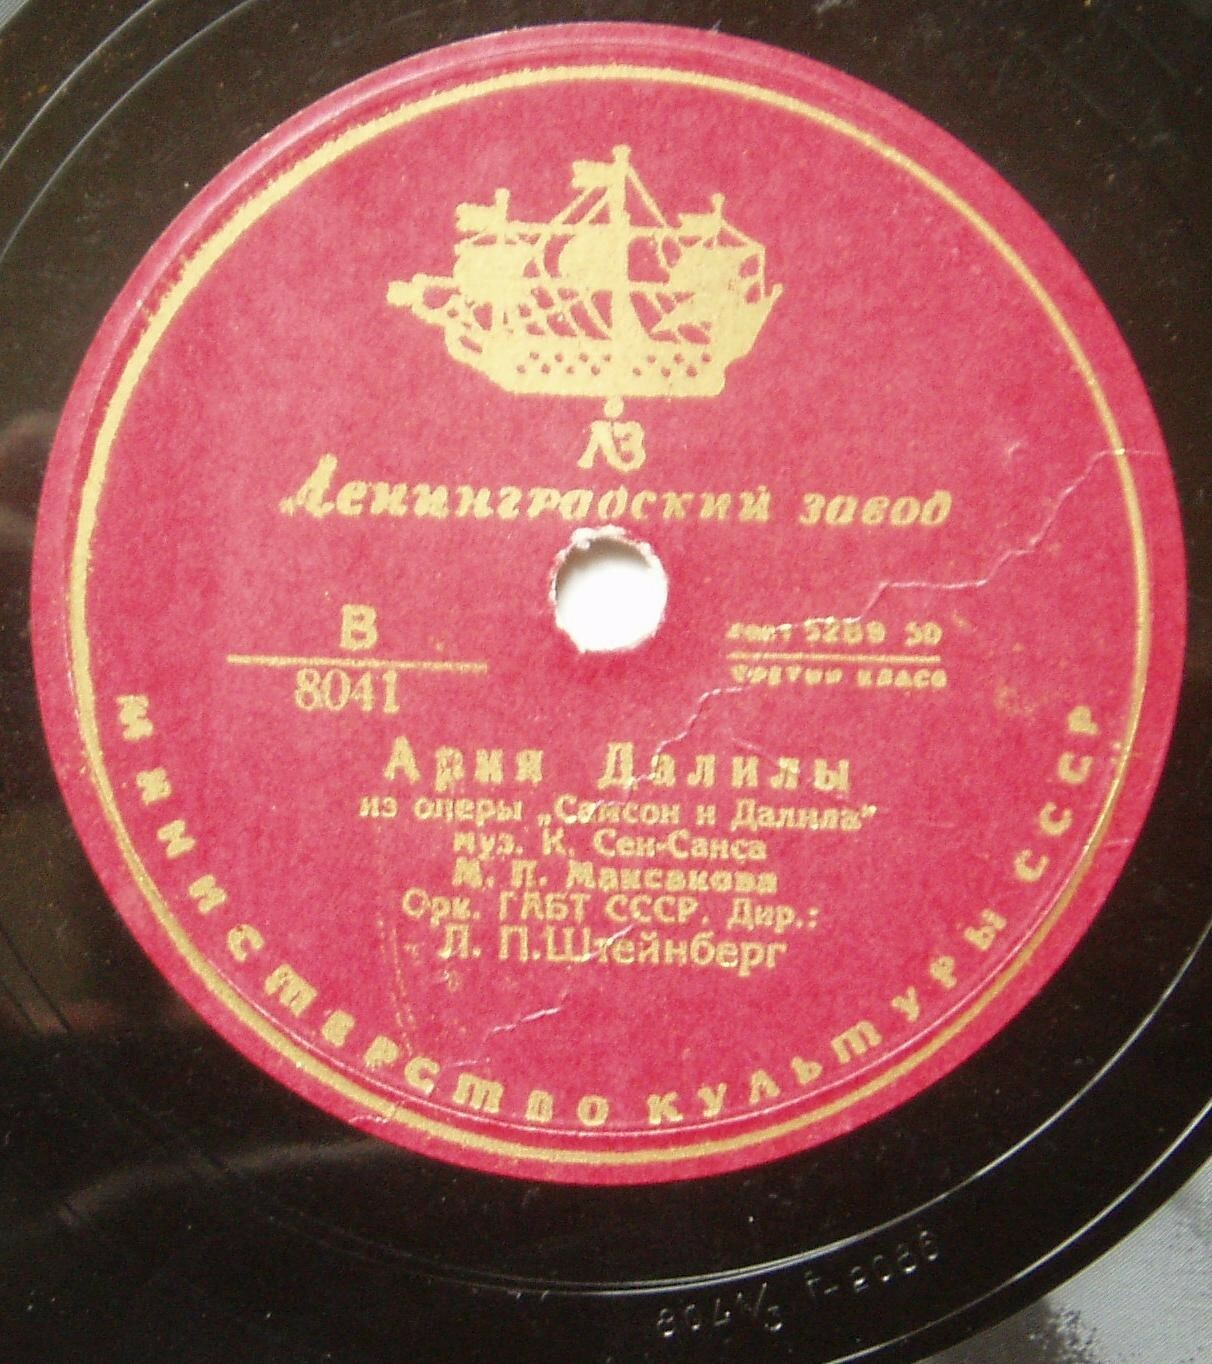 ЛЗ
Ленинградский завод
В
8041
Гост 5289 50
третий класс
Ария Далилы
из оперы „Самсон и Далила"
муз. К. Сен-Санса
М. П. Максакова
Орк. ГАБТ СССР. Дир.:
Л. П. Штейнберг
МИНИСТЕРСТВО КУЛЬТУРЫ СССР